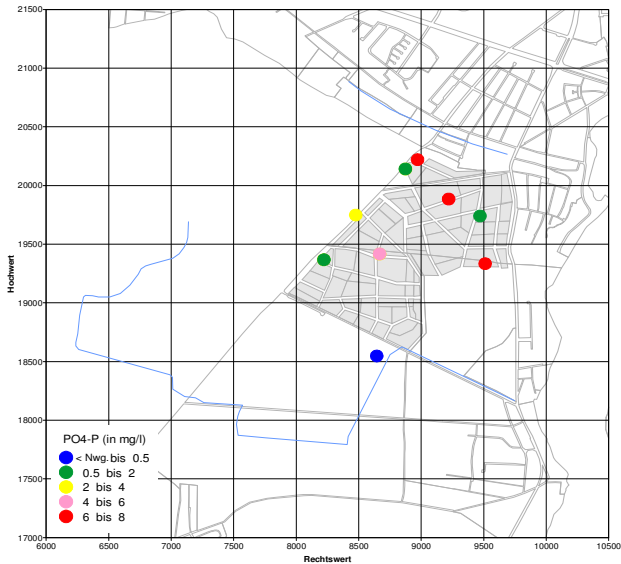 21500
21000
20500
20000
19500
19000
18500
18000
17500
17000
Hochwert
PO4-P (in mg/l)
< Nwg. bis 0.5
0.5 bis 2
2 bis 4
4 bis 6
6 bis 8
6000 6500 7000 7500 8000 8500 9000 9500 10000 10500
Rechtswert